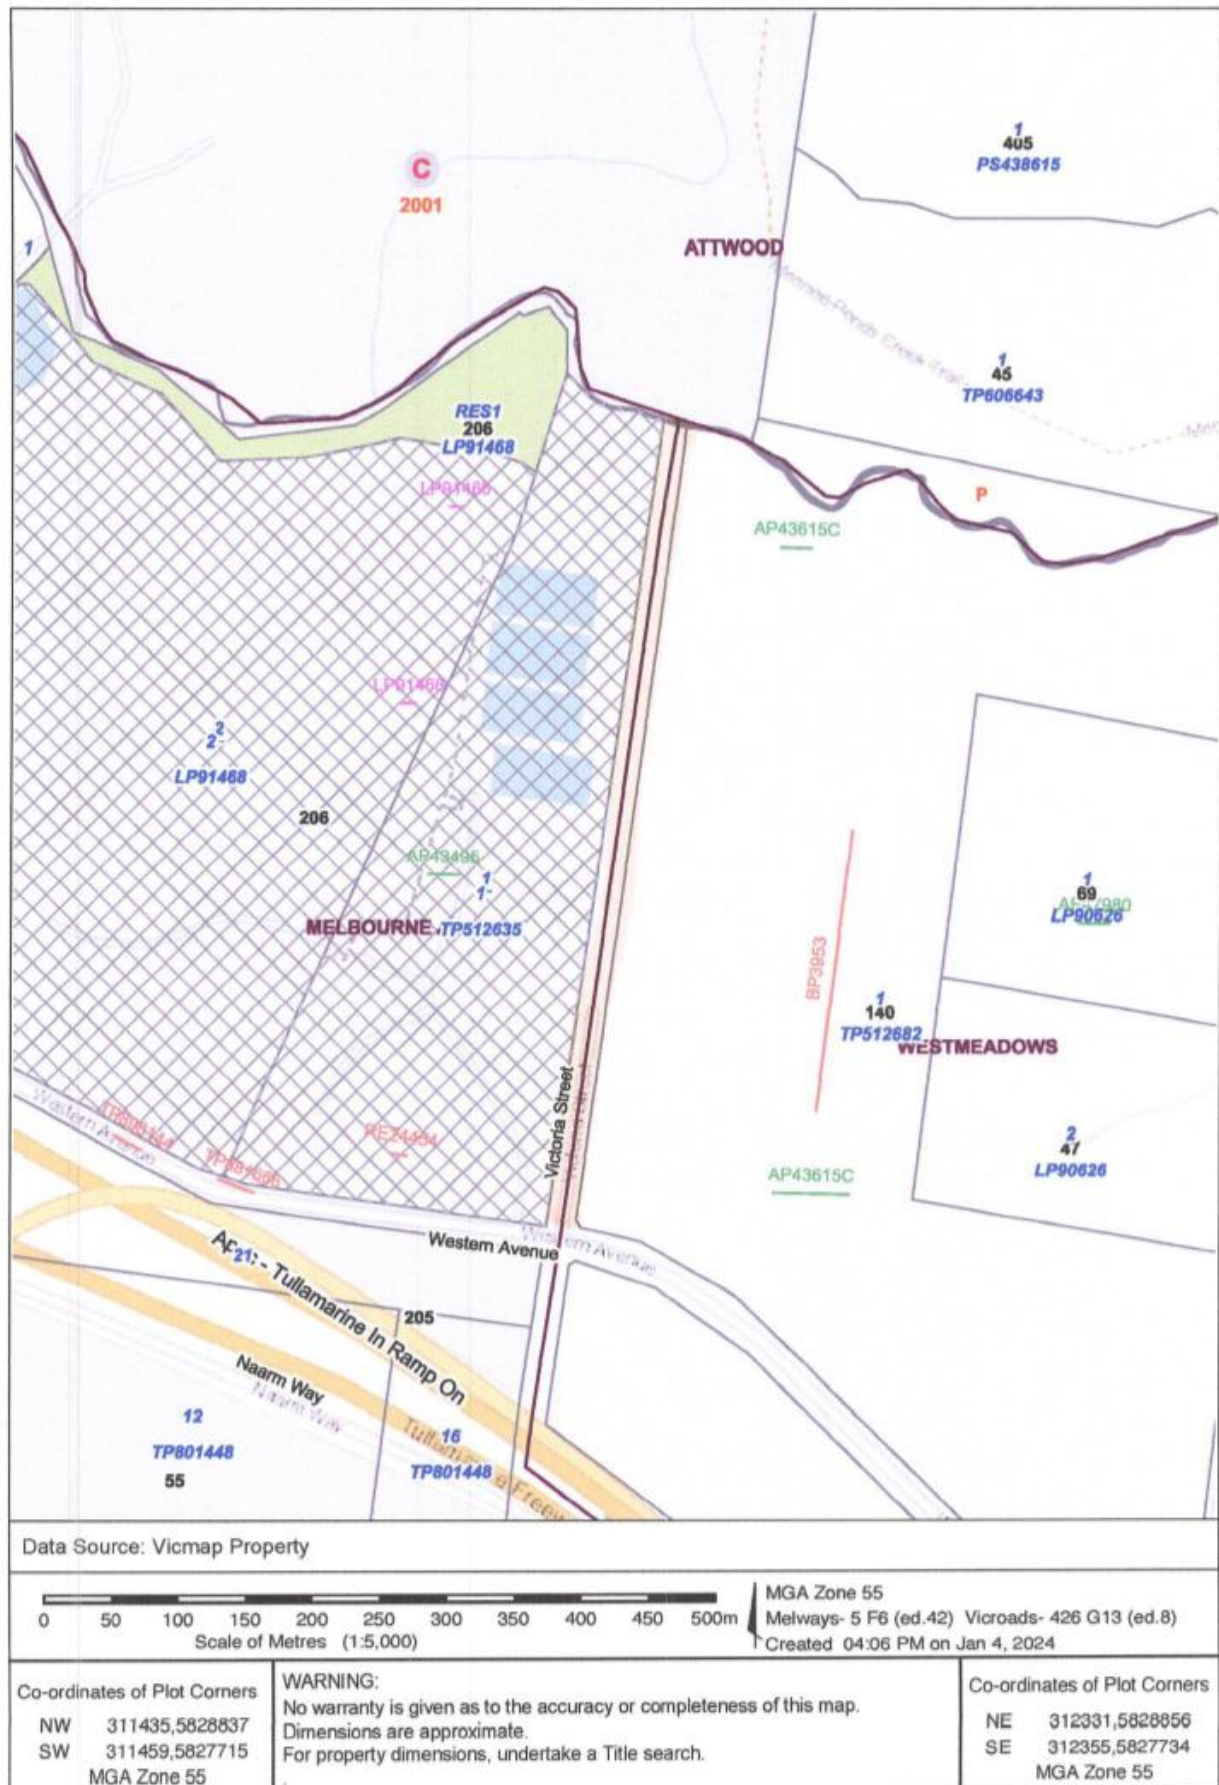 1
405
PS438615
C
2001
ATTWOOD
1
1
45
TP606643
RES1
206
LP91468
P
AP43615C
2
2
LP91468
206
1
1
MELBOURNE
TP512635
1
69
LP90626
BP3953
1
140
TP512682
WESTMEADOWS
2
47
LP90626
AP43615C
Victoria Street
Western Avenue
Western Avenue
Western Avenue
21
Tullamarine In Ramp On
205
Naarm Way
Naarm Way
12
TP801448
55
16
TP801448
Data Source: Vicmap Property
0 50 100 150 200 250 300 350 400 450 500m
Scale of Metres (1:5,000)
MGA Zone 55
Melways- 5 F6 (ed.42) Vicroads- 426 G13 (ed.8)
Created 04:06 PM on Jan 4, 2024
Co-ordinates of Plot Corners
NW 311435,5828837
SW 311459,5827715
MGA Zone 55
WARNING:
No warranty is given as to the accuracy or completeness of this map.
Dimensions are approximate.
For property dimensions, undertake a Title search.
Co-ordinates of Plot Corners
NE 312331,5828856
SE 312355,5827734
MGA Zone 55